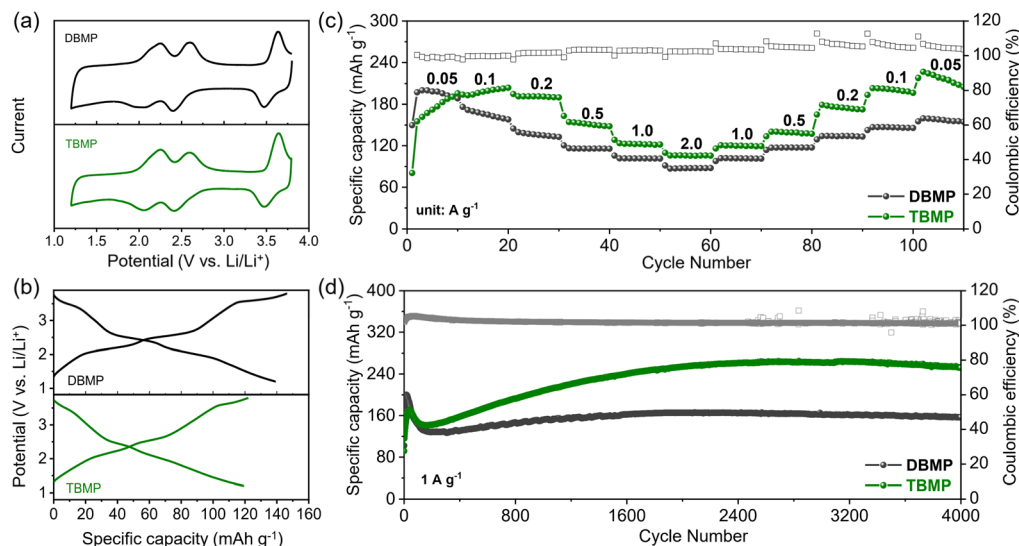 (a)
DBMP
TBMP
Current
1.0 1.5 2.0 2.5 3.0 3.5 4.0
Potential (V vs. Li/Li⁺)
(b)
3
2
1
DBMP
3
2
1
TBMP
Potential (V vs. Li/Li⁺)
0 20 40 60 80 100 120 140 160
Specific capacity (mAh g⁻¹)
(c)
300
240
180
120
90
0
Specific capacity (mAh g⁻¹)
0.05 0.1 0.2 0.5 1.0 2.0 1.0 0.5 0.2 0.1 0.05
unit: A g⁻¹
DBMP
TBMP
120
100
80
60
40
20
0
Coulombic efficiency (%)
0 20 40 60 80 100
Cycle Number
(d)
400
320
240
160
80
0
Specific capacity (mAh g⁻¹)
1 A g⁻¹
DBMP
TBMP
120
100
80
60
40
20
0
Coulombic efficiency (%)
0 800 1600 2400 3200 4000
Cycle Number